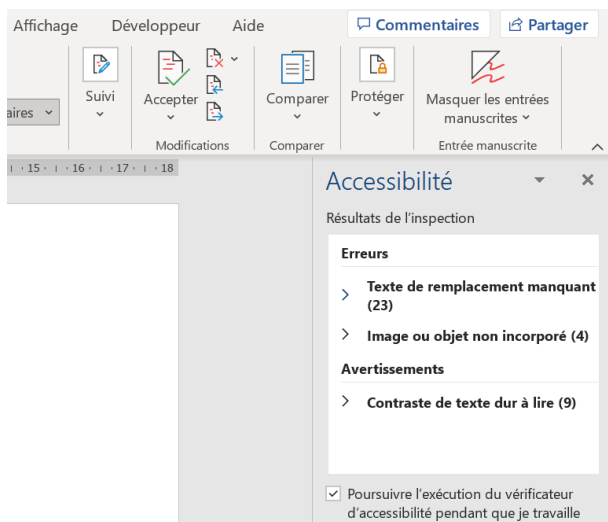 Affichage Développeur Aide Commentaires Partager
Suivi Accepter Comparer Protéger Masquer les entrées
aires manuscrites
Modifications Comparer Entrée manuscrite
15 16 17 18
Accessibilité
Résultats de l'inspection
Erreurs
Texte de remplacement manquant
(23)
Image ou objet non incorporé (4)
Avertissements
Contraste de texte dur à lire (9)
Poursuivre l'exécution du vérificateur
d'accessibilité pendant que je travaille